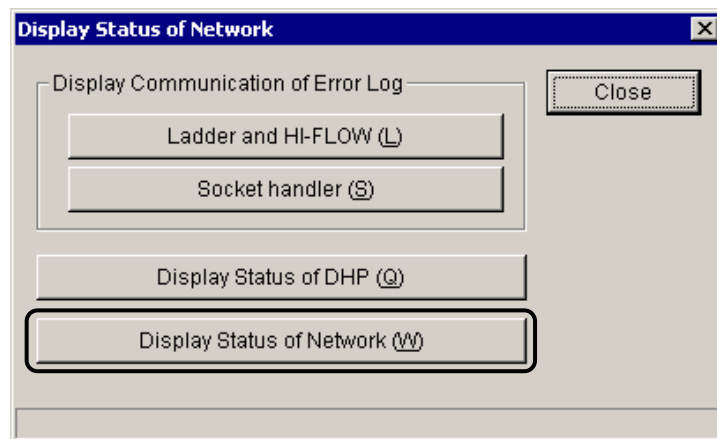 Display Status of Network
Display Communication of Error Log
Close
Ladder and HI-FLOW (L)
Socket handler (S)
Display Status of DHP (Q)
Display Status of Network (W)